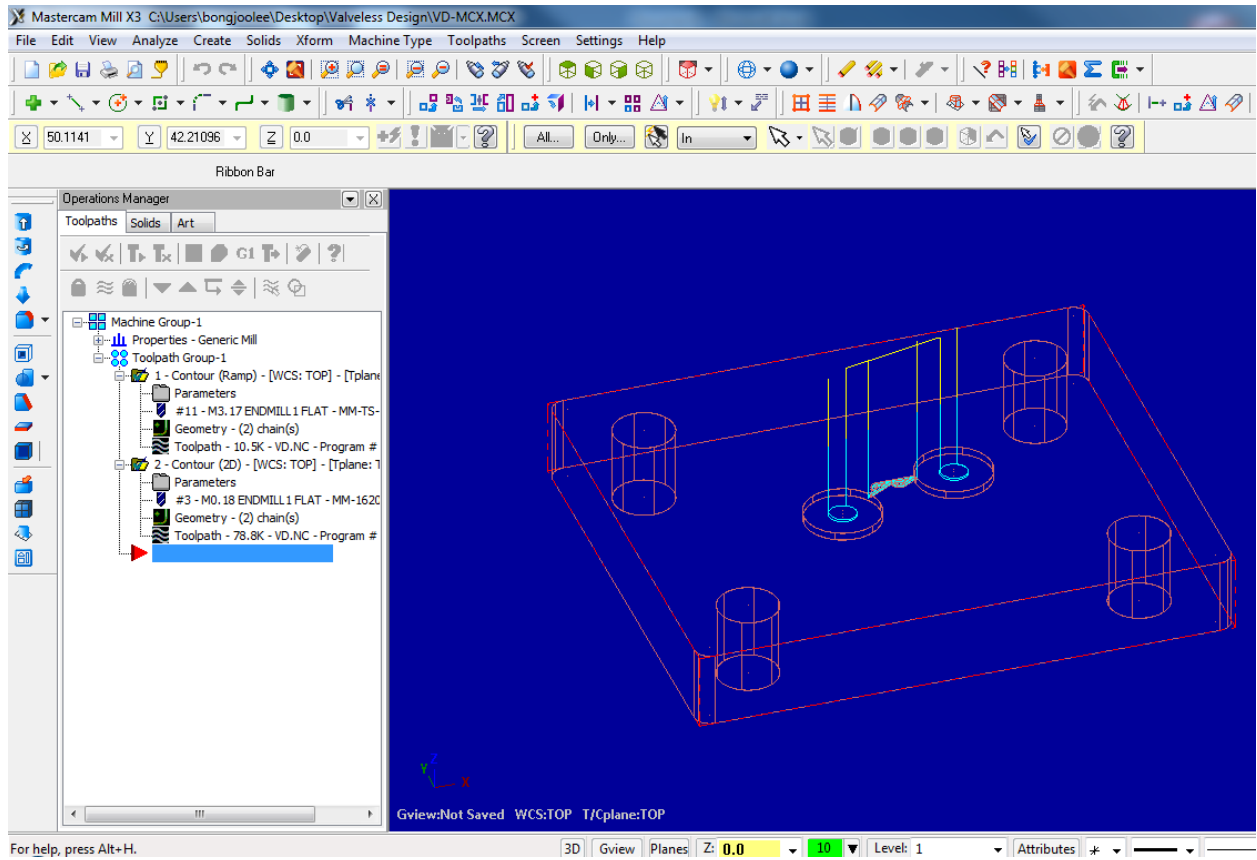 Mastercam Mill X3 C:\Users\bongjoolee\Desktop\Valveless Design\VD-MCX.MCX
File Edit View Analyze Create Solids Xform Machine Type Toolpaths Screen Settings Help
X 50.1141 Y 42.21096 Z 0.0 All... Only... In
Ribbon Bar
Operations Manager
Toolpaths Solids Art
G1
Machine Group-1
Properties - Generic Mill
Toolpath Group-1
1 - Contour (Ramp) - [WCS: TOP] - [Tplane
Parameters
#11 - M3.17 ENDMILL1 FLAT - MM-TS-
Geometry - (2) chain(s)
Toolpath - 10.5K - VD.NC - Program #
2 - Contour (2D) - [WCS: TOP] - [Tplane: T
Parameters
#3 - M0.18 ENDMILL1 FLAT - MM-162C
Geometry - (2) chain(s)
Toolpath - 78.8K - VD.NC - Program #
Z
Y
X
Gview:Not Saved WCS:TOP T/Cplane:TOP
For help, press Alt+H. 3D Gview Planes Z: 0.0 10 Level: 1 Attributes